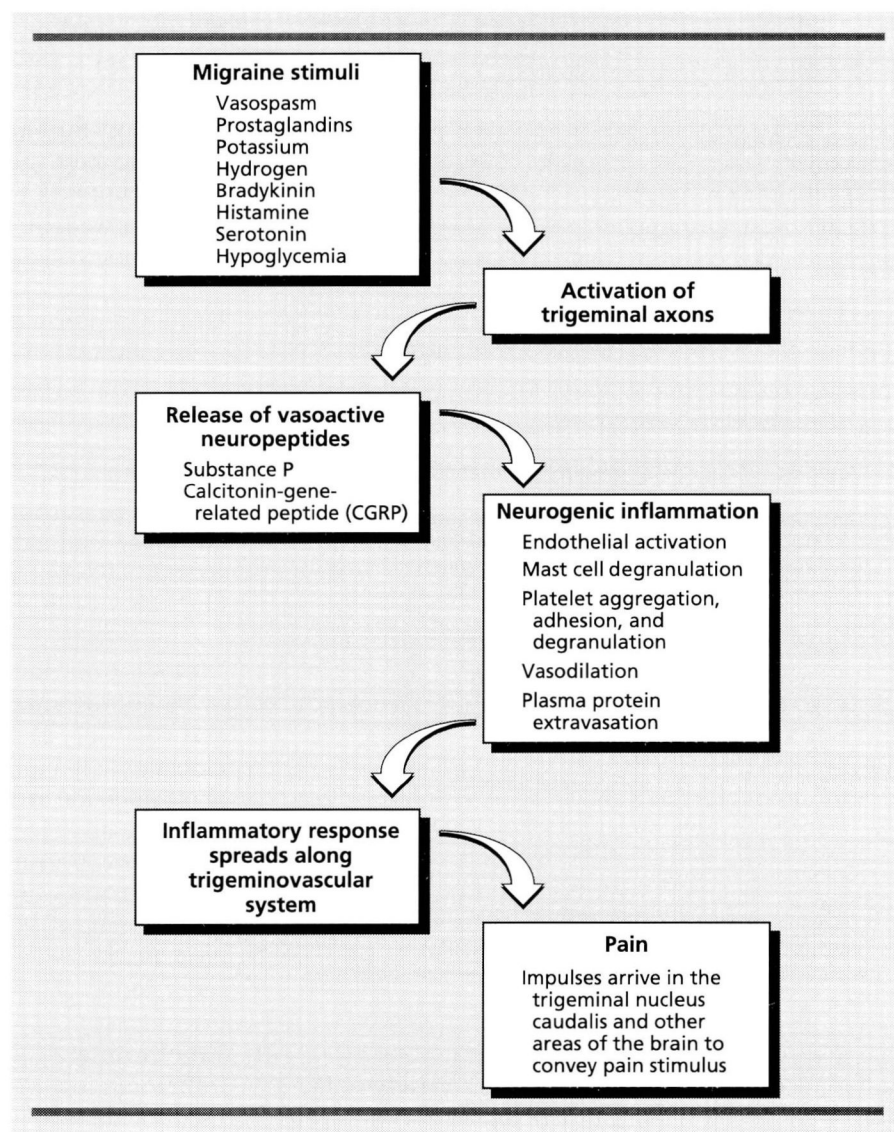 Migraine stimuli
Vasospasm
Prostaglandins
Potassium
Hydrogen
Bradykinin
Histamine
Serotonin
Hypoglycemia
Activation of
trigeminal axons
Release of vasoactive
neuropeptides
Substance P
Calcitonin-gene-
related peptide (CGRP)
Neurogenic inflammation
Endothelial activation
Mast cell degranulation
Platelet aggregation,
adhesion, and
degranulation
Vasodilation
Plasma protein
extravasation
Inflammatory response
spreads along
trigeminovascular
system
Pain
Impulses arrive in the
trigeminal nucleus
caudalis and other
areas of the brain to
convey pain stimulus